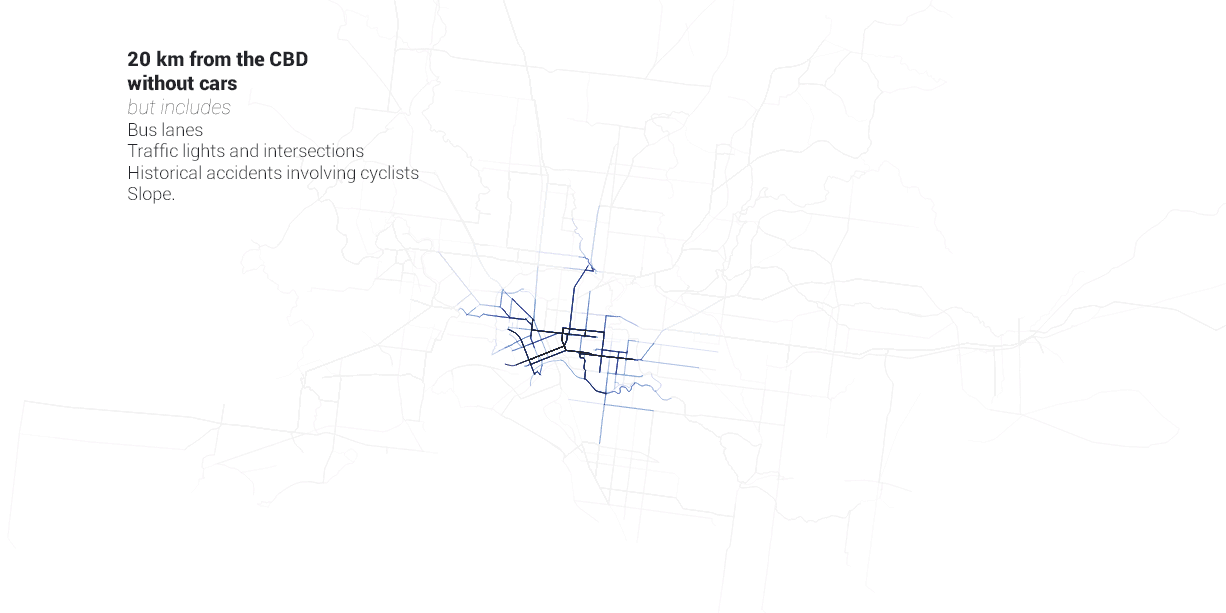 20 km from the CBD
without cars
but includes
Bus lanes
Traffic lights and intersections
Historical accidents involving cyclists
Slope.